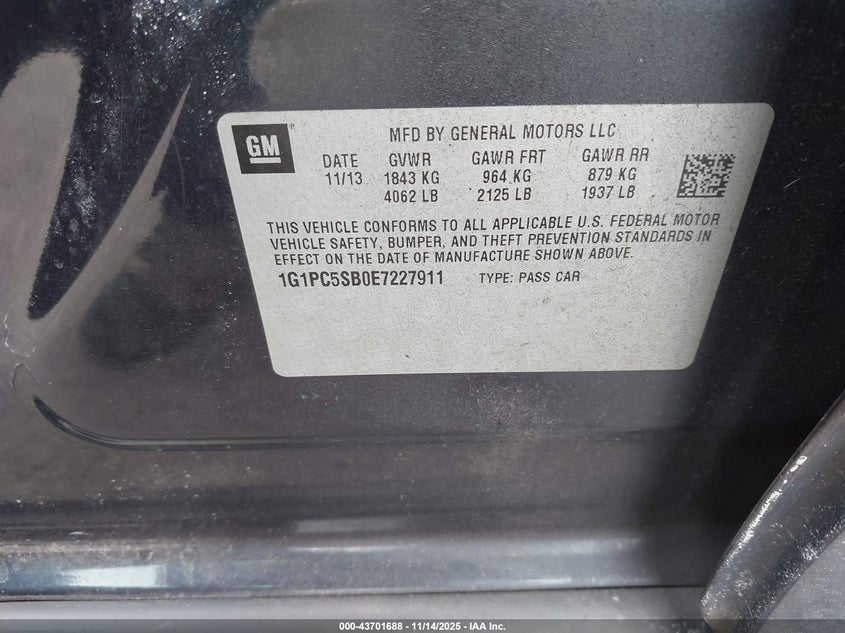 GM
MFD BY GENERAL MOTORS LLC
DATE GVWR GAWR FRT GAWR RR
11/13 1843 KG 964 KG 879 KG
4062 LB 2125 LB 1937 LB
THIS VEHICLE CONFORMS TO ALL APPLICABLE U.S. FEDERAL MOTOR
VEHICLE SAFETY, BUMPER, AND THEFT PREVENTION STANDARDS IN
EFFECT ON THE DATE OF MANUFACTURE SHOWN ABOVE.
1G1PC5SB0E7227911 TYPE: PASS CAR
000-43701688 - 11/14/2025 - IAA Inc.